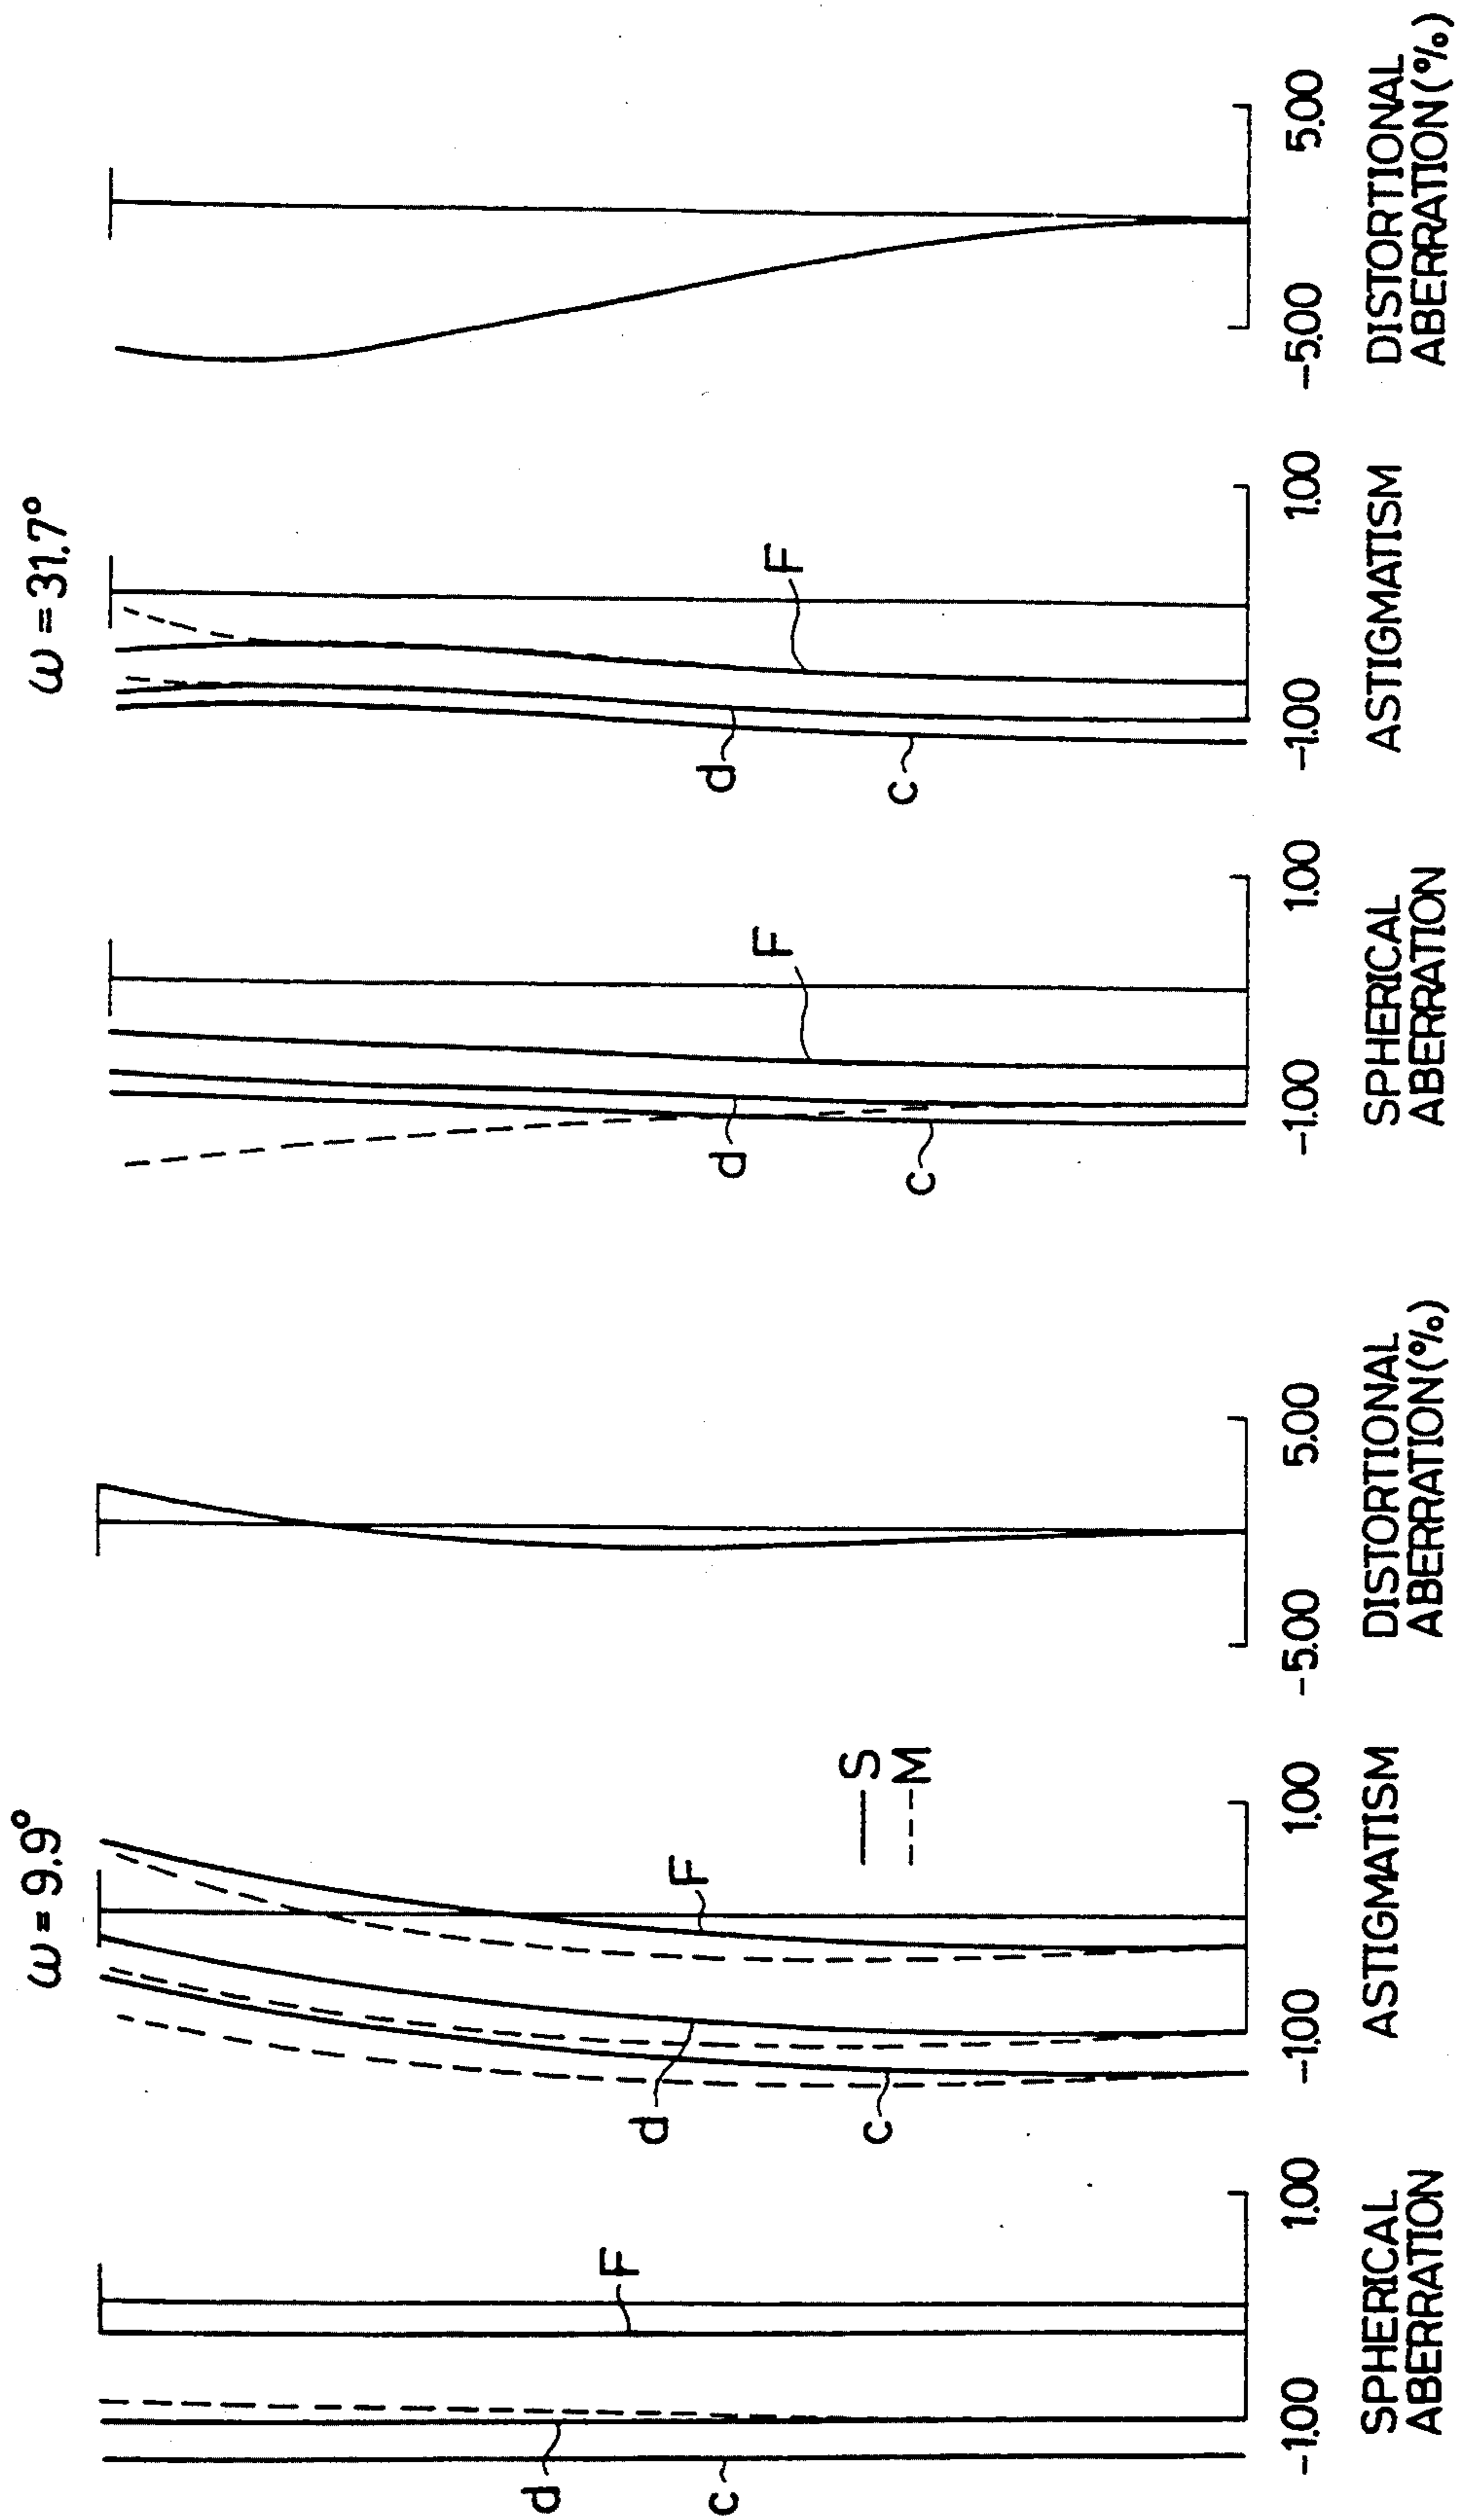 ω = 9.9°
F
d
c
-1.00 1.00
SPHERICAL
ABERRATION
F
d
c
S
M
-1.00 1.00
ASTIGMATISM
-5.00 5.00
DISTORTIONAL
ABERRATION(%)
ω = 31.7°
F
d
c
-1.00 1.00
SPHERICAL
ABERRATION
F
d
c
-1.00 1.00
ASTIGMATISM
-5.00 5.00
DISTORTIONAL
ABERRATION(%)